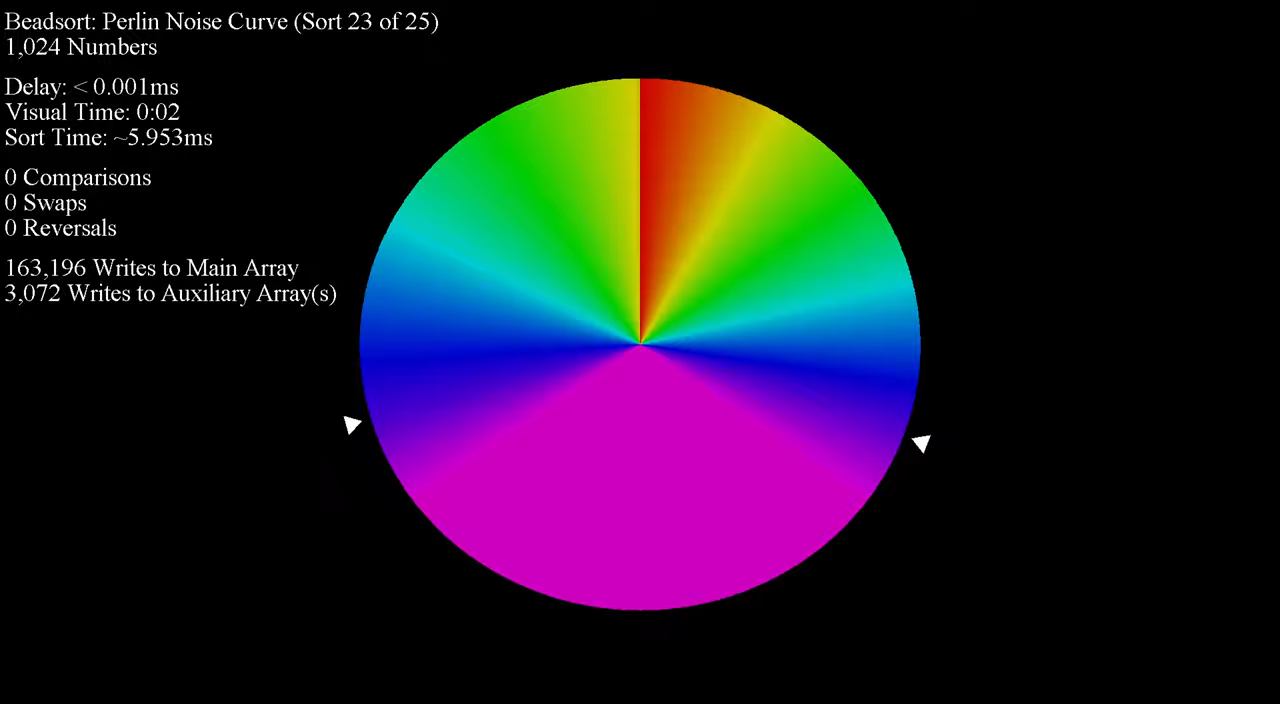 Beadsort: Perlin Noise Curve (Sort 23 of 25)
1,024 Numbers
Delay: < 0.001ms
Visual Time: 0:02
Sort Time: ~5.953ms
0 Comparisons
0 Swaps
0 Reversals
163,196 Writes to Main Array
3,072 Writes to Auxiliary Array(s)